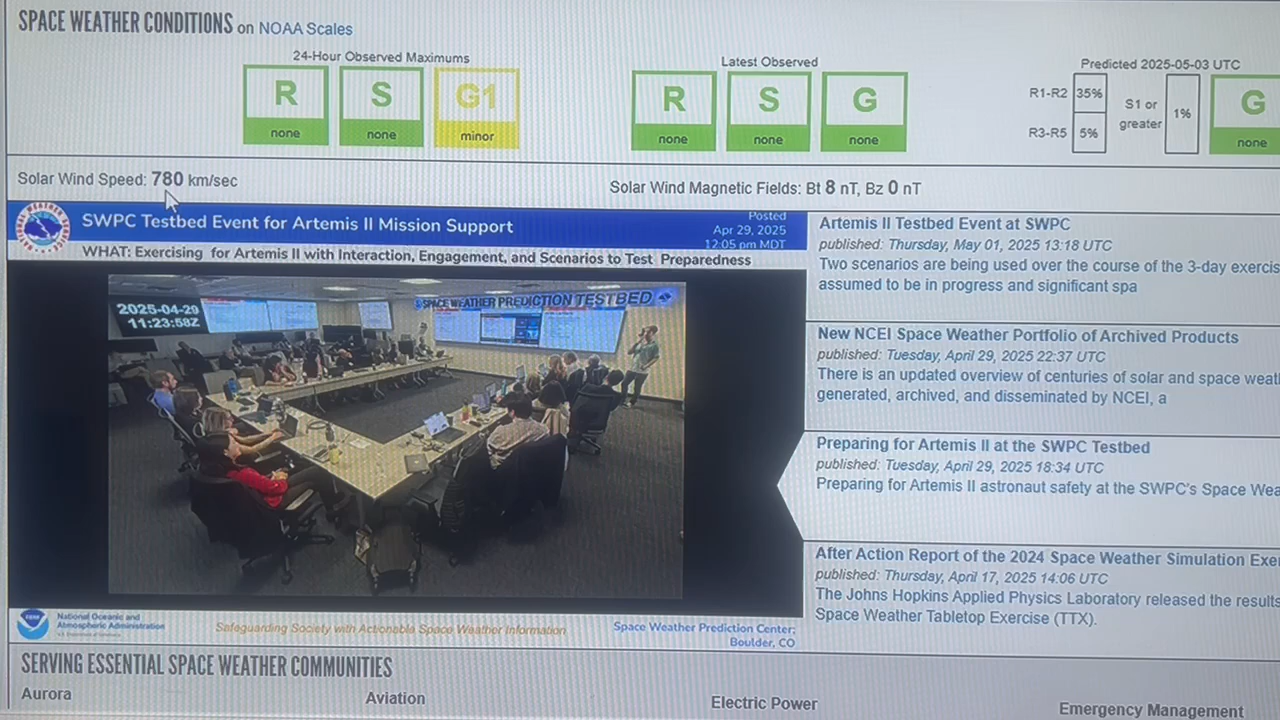 SPACE WEATHER CONDITIONS on NOAA Scales
24-Hour Observed Maximums
R
none
S
none
G1
minor
Latest Observed
R
none
S
none
G
none
Predicted 2025-05-03 UTC
R1-R2 35%
R3-R5 5%
S1 or
greater
1%
G
none
Solar Wind Speed: 780 km/sec
Solar Wind Magnetic Fields: Bt 8 nT, Bz 0 nT
SWPC Testbed Event for Artemis II Mission Support
Posted
Apr 29, 2025
12:05 pm MDT
WHAT: Exercising for Artemis II with Interaction, Engagement, and Scenarios to Test Preparedness
2025-04-29
11:23:58Z
SPACE WEATHER PREDICTION TESTBED
National Oceanic and
Atmospheric Administration
Safeguarding Society with Actionable Space Weather Information
Space Weather Prediction Center;
Boulder, CO
Artemis II Testbed Event at SWPC
published: Thursday, May 01, 2025 13:18 UTC
Two scenarios are being used over the course of the 3-day exercis
assumed to be in progress and significant spa
New NCEI Space Weather Portfolio of Archived Products
published: Tuesday, April 29, 2025 22:37 UTC
There is an updated overview of centuries of solar and space weat
generated, archived, and disseminated by NCEI, a
Preparing for Artemis II at the SWPC Testbed
published: Tuesday, April 29, 2025 18:34 UTC
Preparing for Artemis II astronaut safety at the SWPC's Space Wea
After Action Report of the 2024 Space Weather Simulation Exer
published: Thursday, April 17, 2025 14:06 UTC
The Johns Hopkins Applied Physics Laboratory released the results
Space Weather Tabletop Exercise (TTX).
SERVING ESSENTIAL SPACE WEATHER COMMUNITIES
Aurora
Aviation
Electric Power
Emergency Management